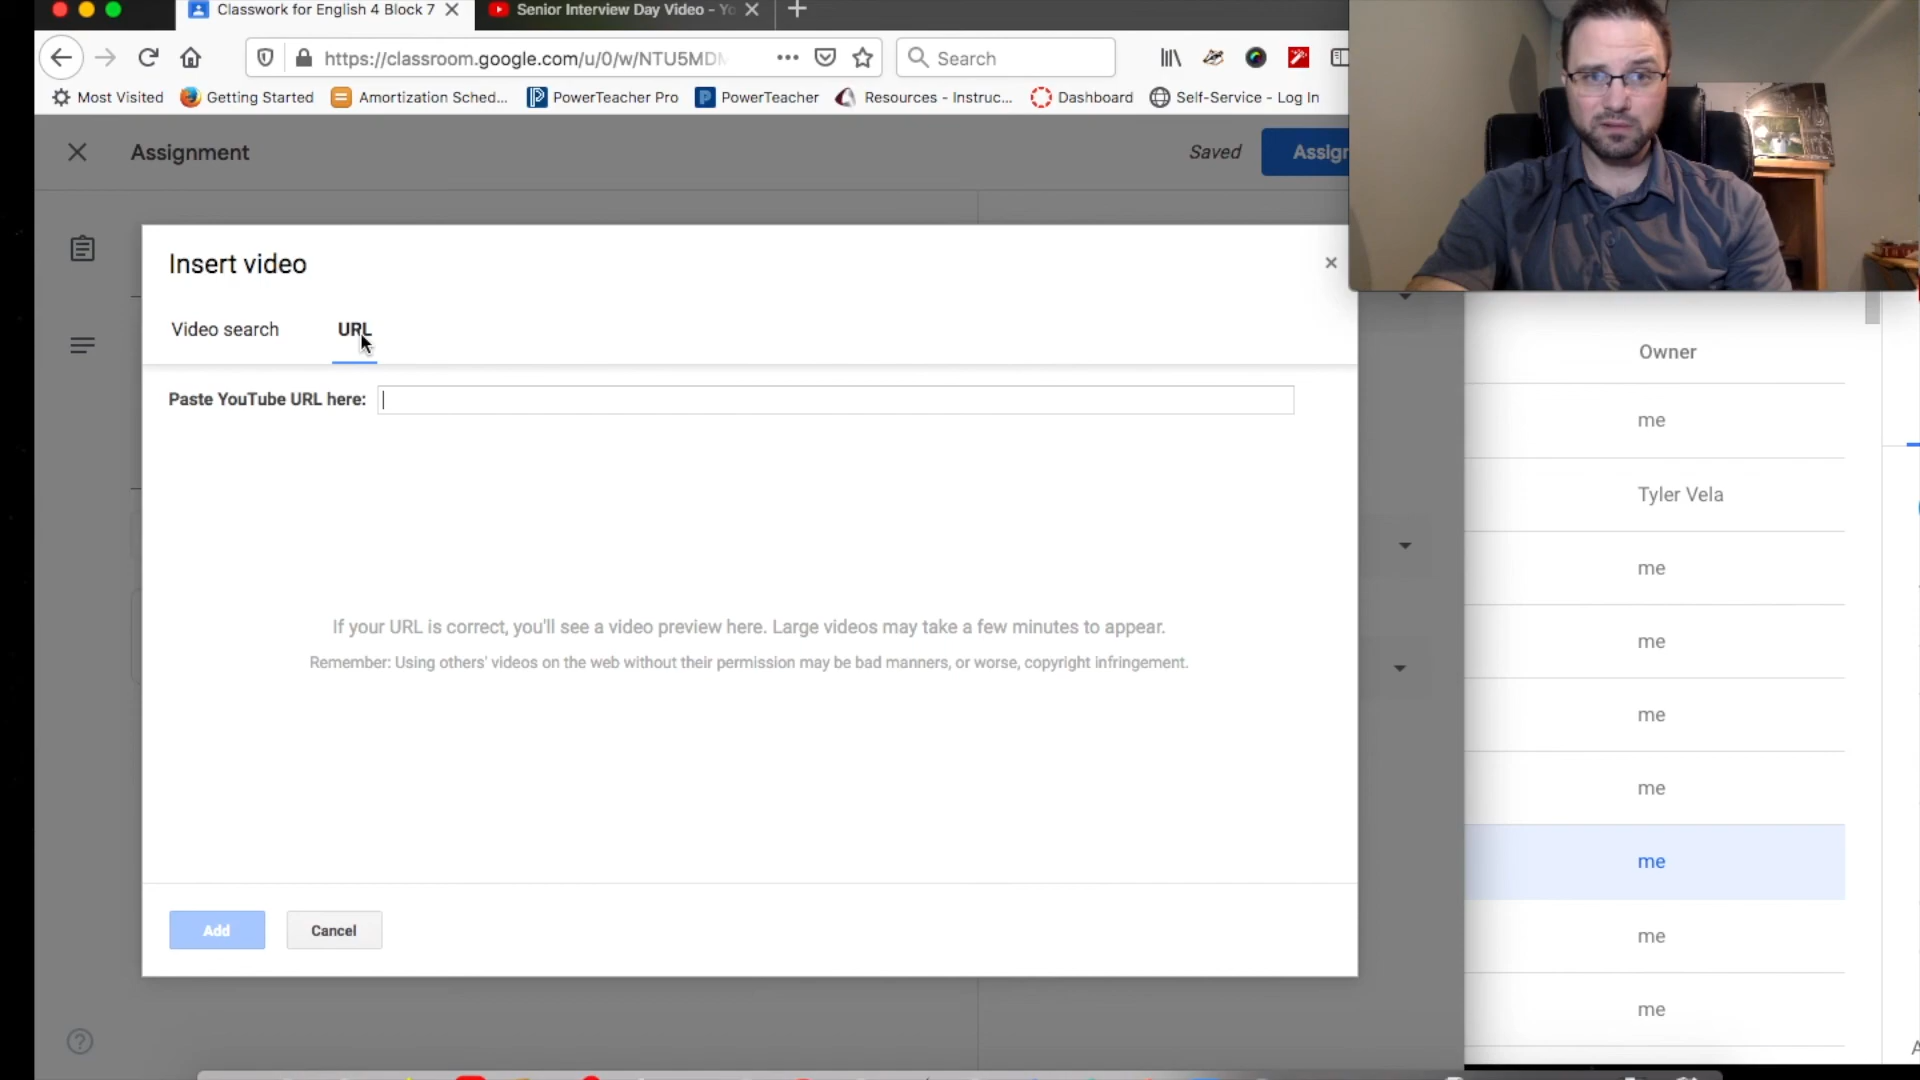 Classwork for English 4 Block 7
Senior Interview Day Video - Yo
https://classroom.google.com/u/0/w/NTU5MDM
Search
Most Visited
Getting Started
Amortization Sched...
PowerTeacher Pro
PowerTeacher
Resources - Instruc...
Dashboard
Self-Service - Log In
Assignment
Saved
Assign
Insert video
Video search
URL
Paste YouTube URL here:
If your URL is correct, you'll see a video preview here. Large videos may take a few minutes to appear.
Remember: Using others' videos on the web without their permission may be bad manners, or worse, copyright infringement.
Add
Cancel
Owner
me
Tyler Vela
me
me
me
me
me
me
me